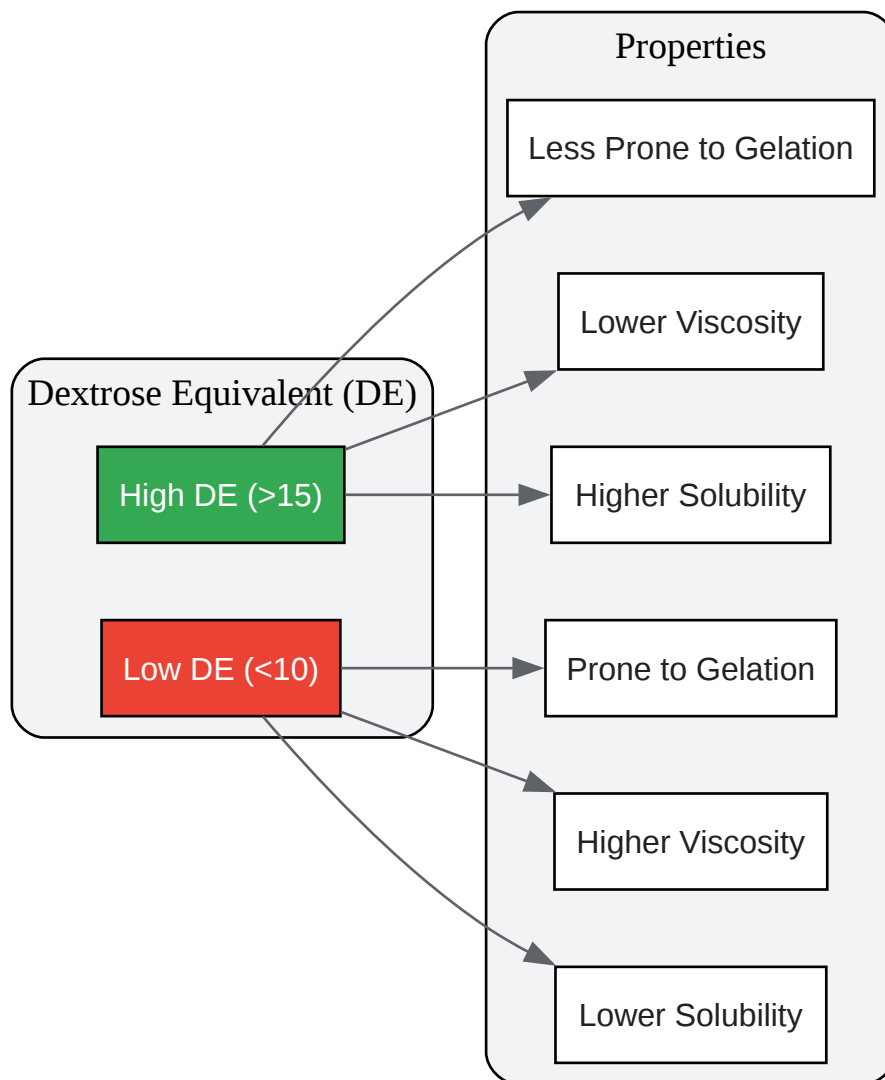 Properties
Less Prone to Gelation
Lower Viscosity
Dextrose Equivalent (DE)
High DE (>15)
Higher Solubility
Low DE (<10)
Prone to Gelation
Higher Viscosity
Lower Solubility